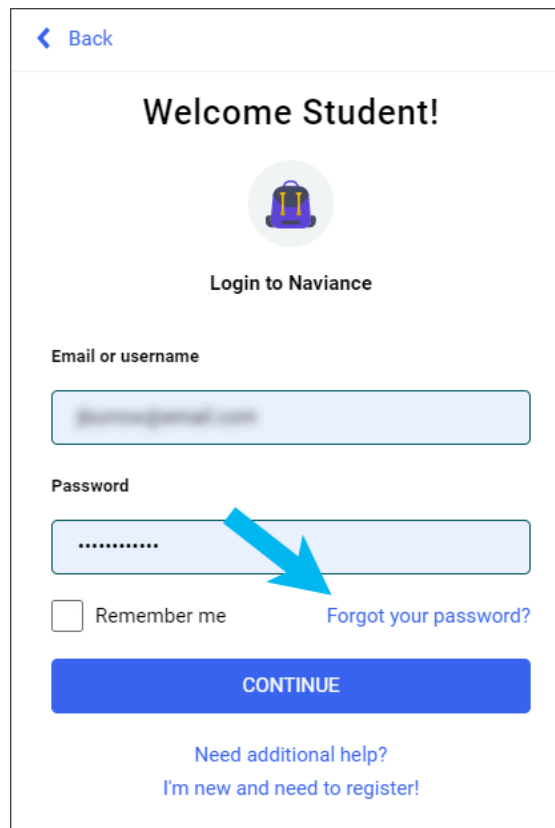 Back
Welcome Student!
Login to Naviance
Email or username
Password
............
Remember me
Forgot your password?
CONTINUE
Need additional help?
I'm new and need to register!